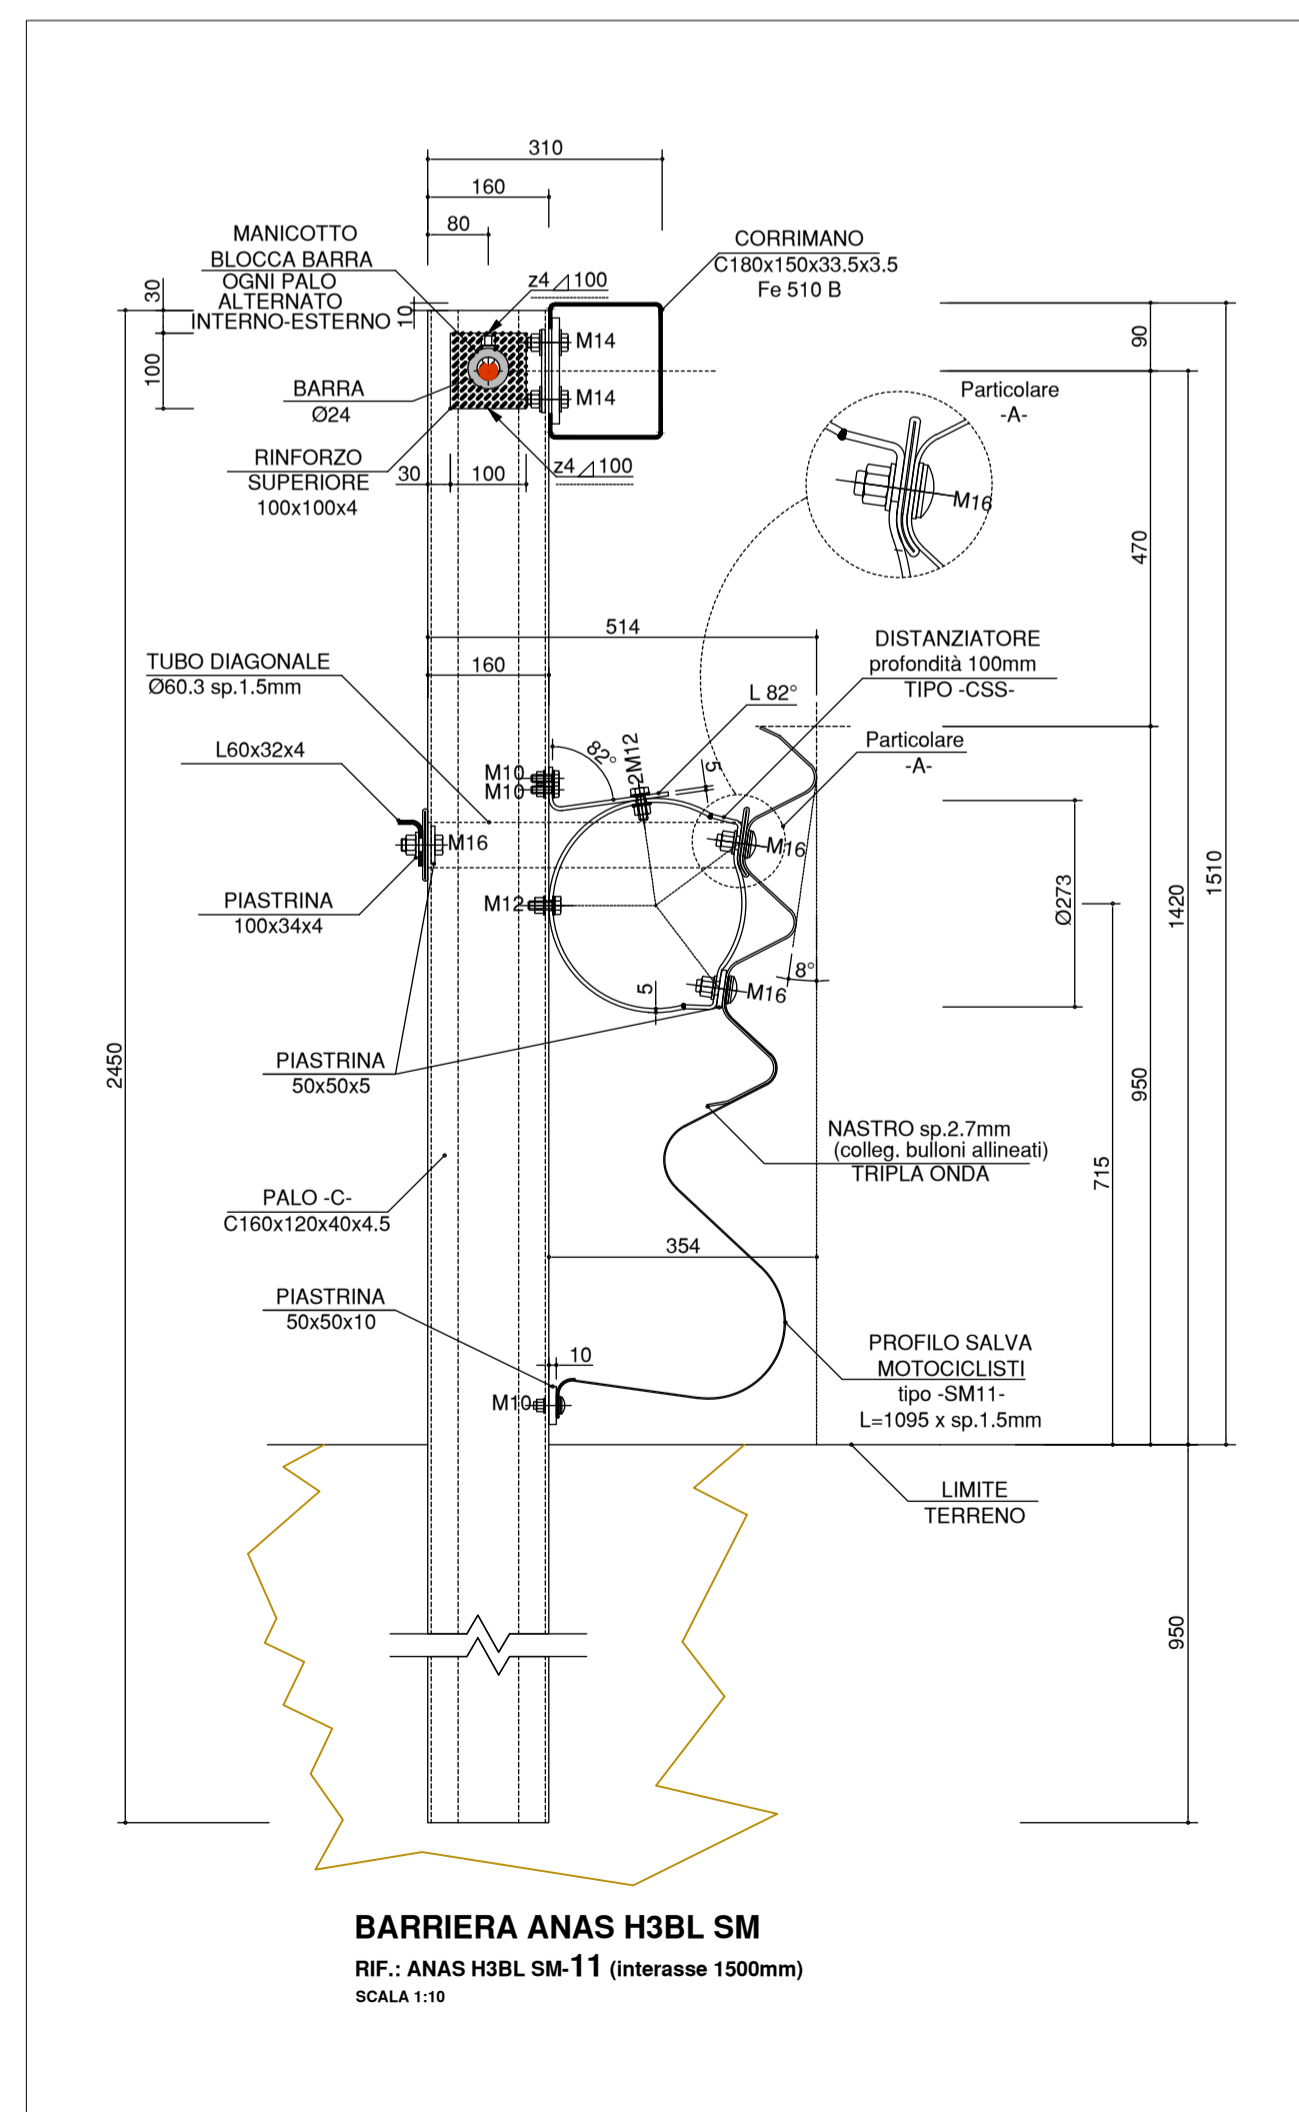 310
160
80
MANICOTTO
BLOCCA BARRA
OGNI PALO
ALTERNATO
INTERNO-ESTERNO
30
10
100
z4 100
CORRIMANO
C180x150x33.5x3.5
Fe 510 B
M14
M14
BARRA
Ø24
RINFORZO
SUPERIORE
100x100x4
30
100
z4 100
90
Particolare
-A-
M16
470
514
160
TUBO DIAGONALE
Ø60.3 sp.1.5mm
DISTANZIATORE
profondità 100mm
TIPO -CSS-
L 82°
L60x32x4
Particolare
-A-
82°
2M12
5
M10
M10
M16
M16
PIASTRINA
100x34x4
M12
Ø273
1420
1510
8°
5
M16
2450
PIASTRINA
50x50x5
950
NASTRO sp.2.7mm
(colleg. bulloni allineati)
TRIPLA ONDA
715
PALO -C-
C160x120x40x4.5
354
PIASTRINA
50x50x10
10
M10
PROFILO SALVA
MOTOCICLISTI
tipo -SM11-
L=1095 x sp.1.5mm
LIMITE
TERRENO
950
BARRIERA ANAS H3BL SM
RIF.: ANAS H3BL SM-11 (interasse 1500mm)
SCALA 1:10